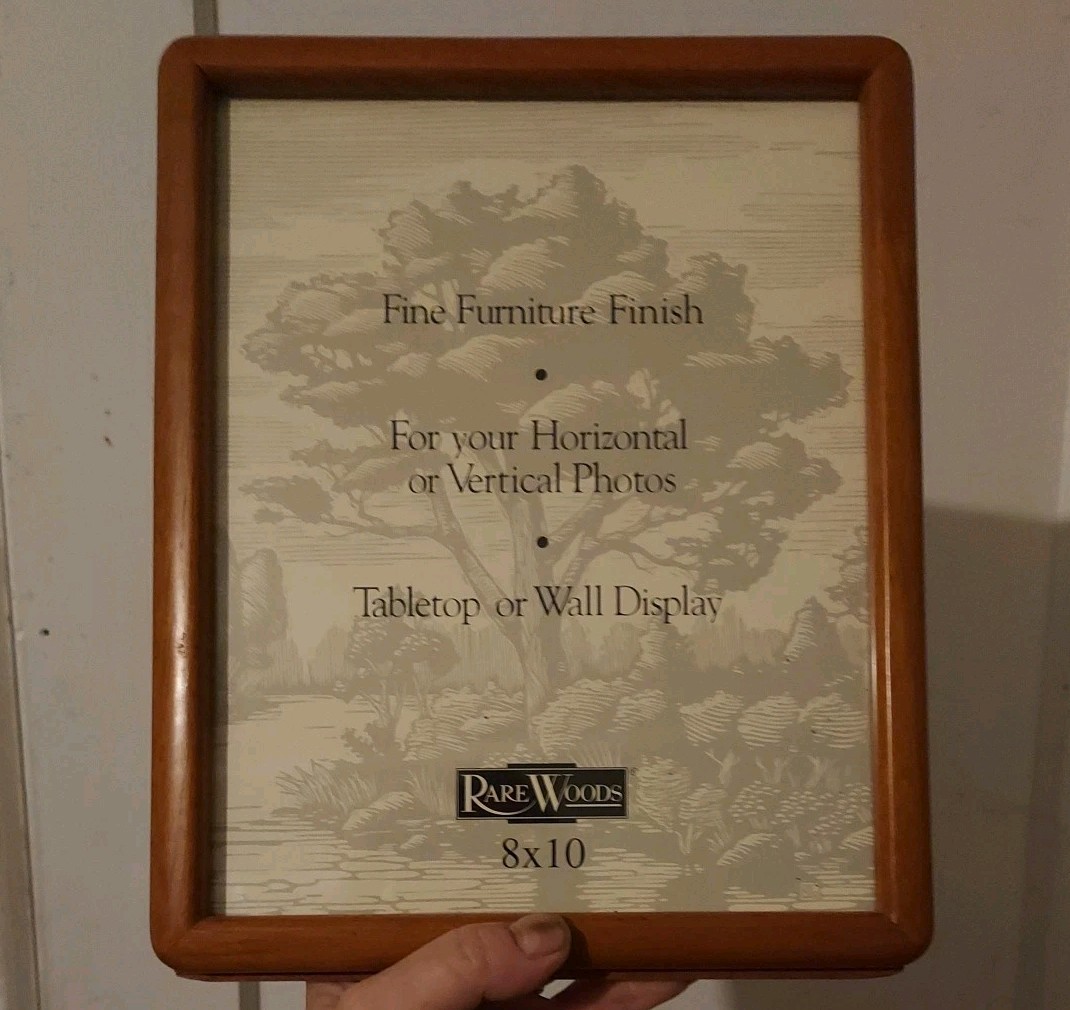 Fine Furniture Finish
•
For your Horizontal
or Vertical Photos
•
Tabletop or Wall Display
RAREWOODS®
8x10